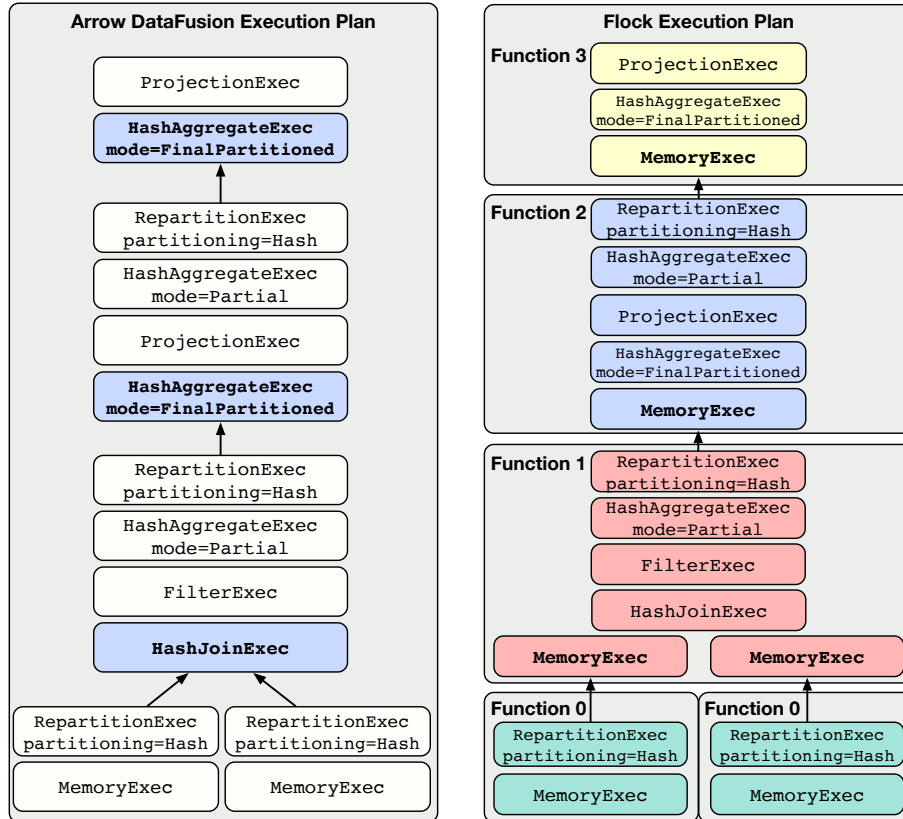 Arrow DataFusion Execution Plan
ProjectionExec
HashAggregateExec
mode=FinalPartitioned
RepartitionExec
partitioning=Hash
HashAggregateExec
mode=Partial
ProjectionExec
HashAggregateExec
mode=FinalPartitioned
RepartitionExec
partitioning=Hash
HashAggregateExec
mode=Partial
FilterExec
HashJoinExec
RepartitionExec
partitioning=Hash
RepartitionExec
partitioning=Hash
MemoryExec
MemoryExec
Flock Execution Plan
Function 3
ProjectionExec
HashAggregateExec
mode=FinalPartitioned
MemoryExec
Function 2
RepartitionExec
partitioning=Hash
HashAggregateExec
mode=Partial
ProjectionExec
HashAggregateExec
mode=FinalPartitioned
MemoryExec
Function 1
RepartitionExec
partitioning=Hash
HashAggregateExec
mode=Partial
FilterExec
HashJoinExec
MemoryExec
MemoryExec
Function 0
RepartitionExec
partitioning=Hash
MemoryExec
Function 0
RepartitionExec
partitioning=Hash
MemoryExec